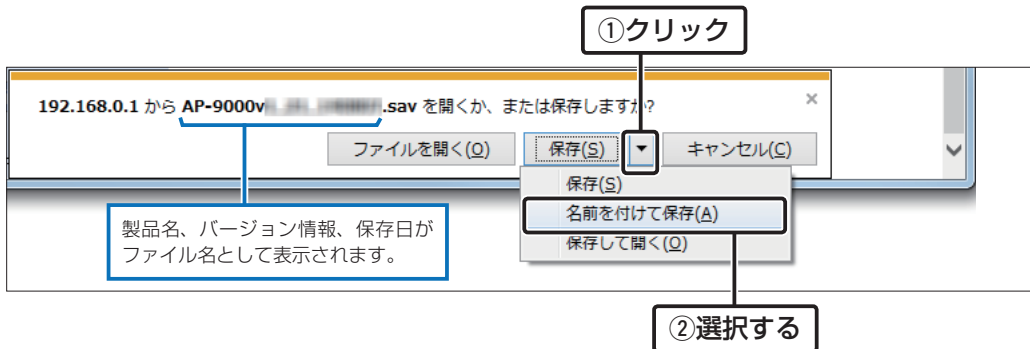 ①クリック
192.168.0.1 から AP-9000v .sav を開くか、または保存しますか?
×
ファイルを開く(O)
保存(S)
▼
キャンセル(C)
保存(S)
名前を付けて保存(A)
保存して開く(O)
製品名、バージョン情報、保存日が
ファイル名として表示されます。
②選択する